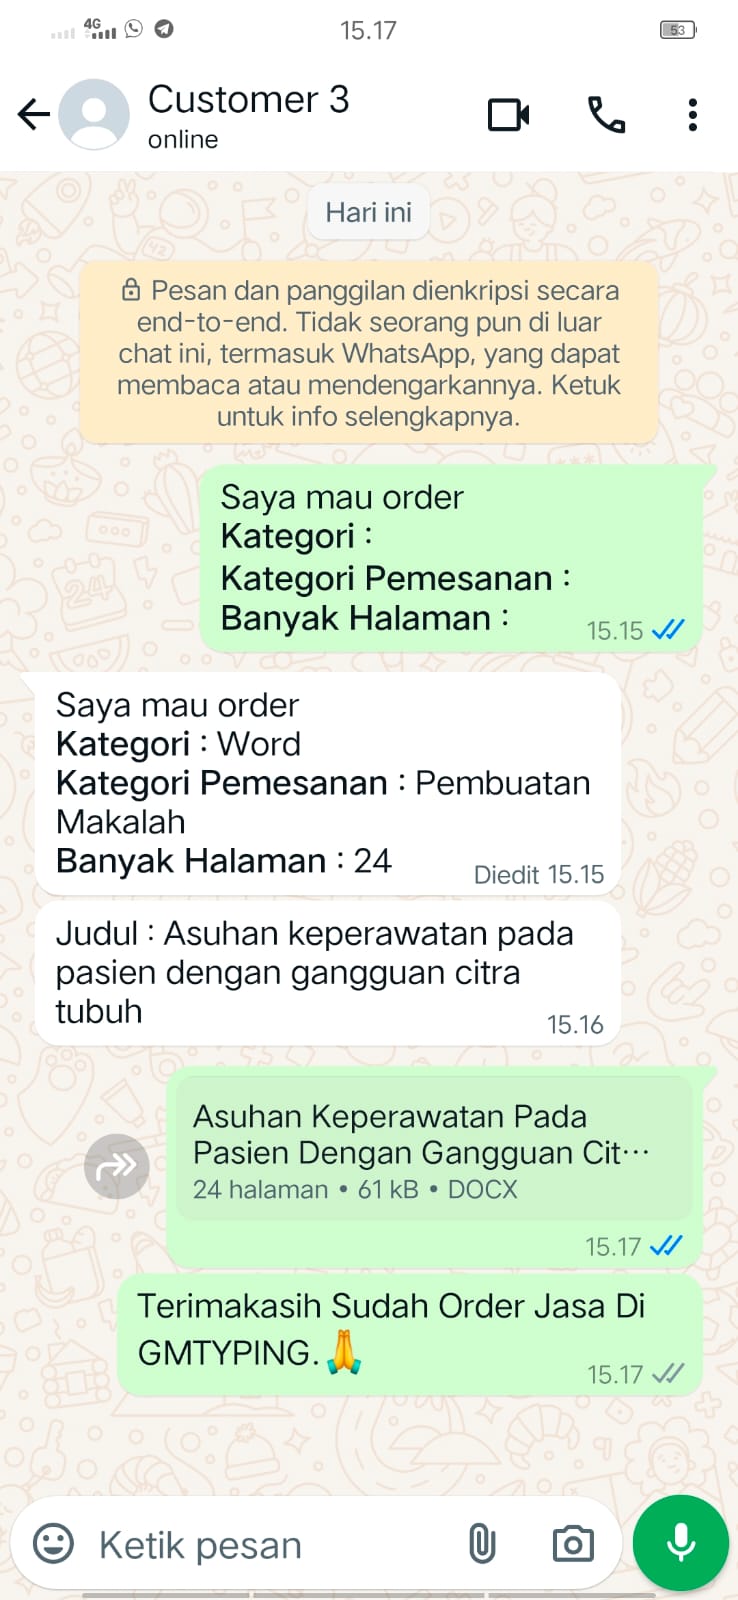 4G
15.17
53
Customer 3
online
Hari ini
Pesan dan panggilan dienkripsi secara
end-to-end. Tidak seorang pun di luar
chat ini, termasuk WhatsApp, yang dapat
membaca atau mendengarkannya. Ketuk
untuk info selengkapnya.
Saya mau order
Kategori :
Kategori Pemesanan :
Banyak Halaman :
15.15
Saya mau order
Kategori : Word
Kategori Pemesanan : Pembuatan
Makalah
Banyak Halaman : 24
Diedit 15.15
Judul : Asuhan keperawatan pada
pasien dengan gangguan citra
tubuh
15.16
Asuhan Keperawatan Pada
Pasien Dengan Gangguan Cit...
24 halaman • 61 kB • DOCX
15.17
Terimakasih Sudah Order Jasa Di
GMTYPING.🙏
15.17
Ketik pesan